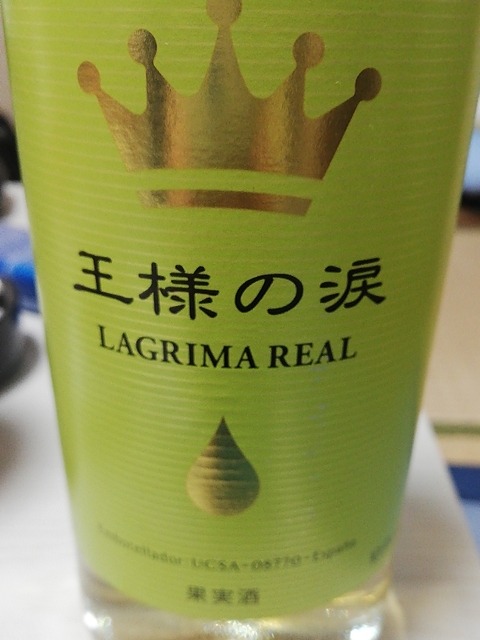 王様の涙
LAGRIMA REAL
Embotellador: UCSA-08770-España
果実酒